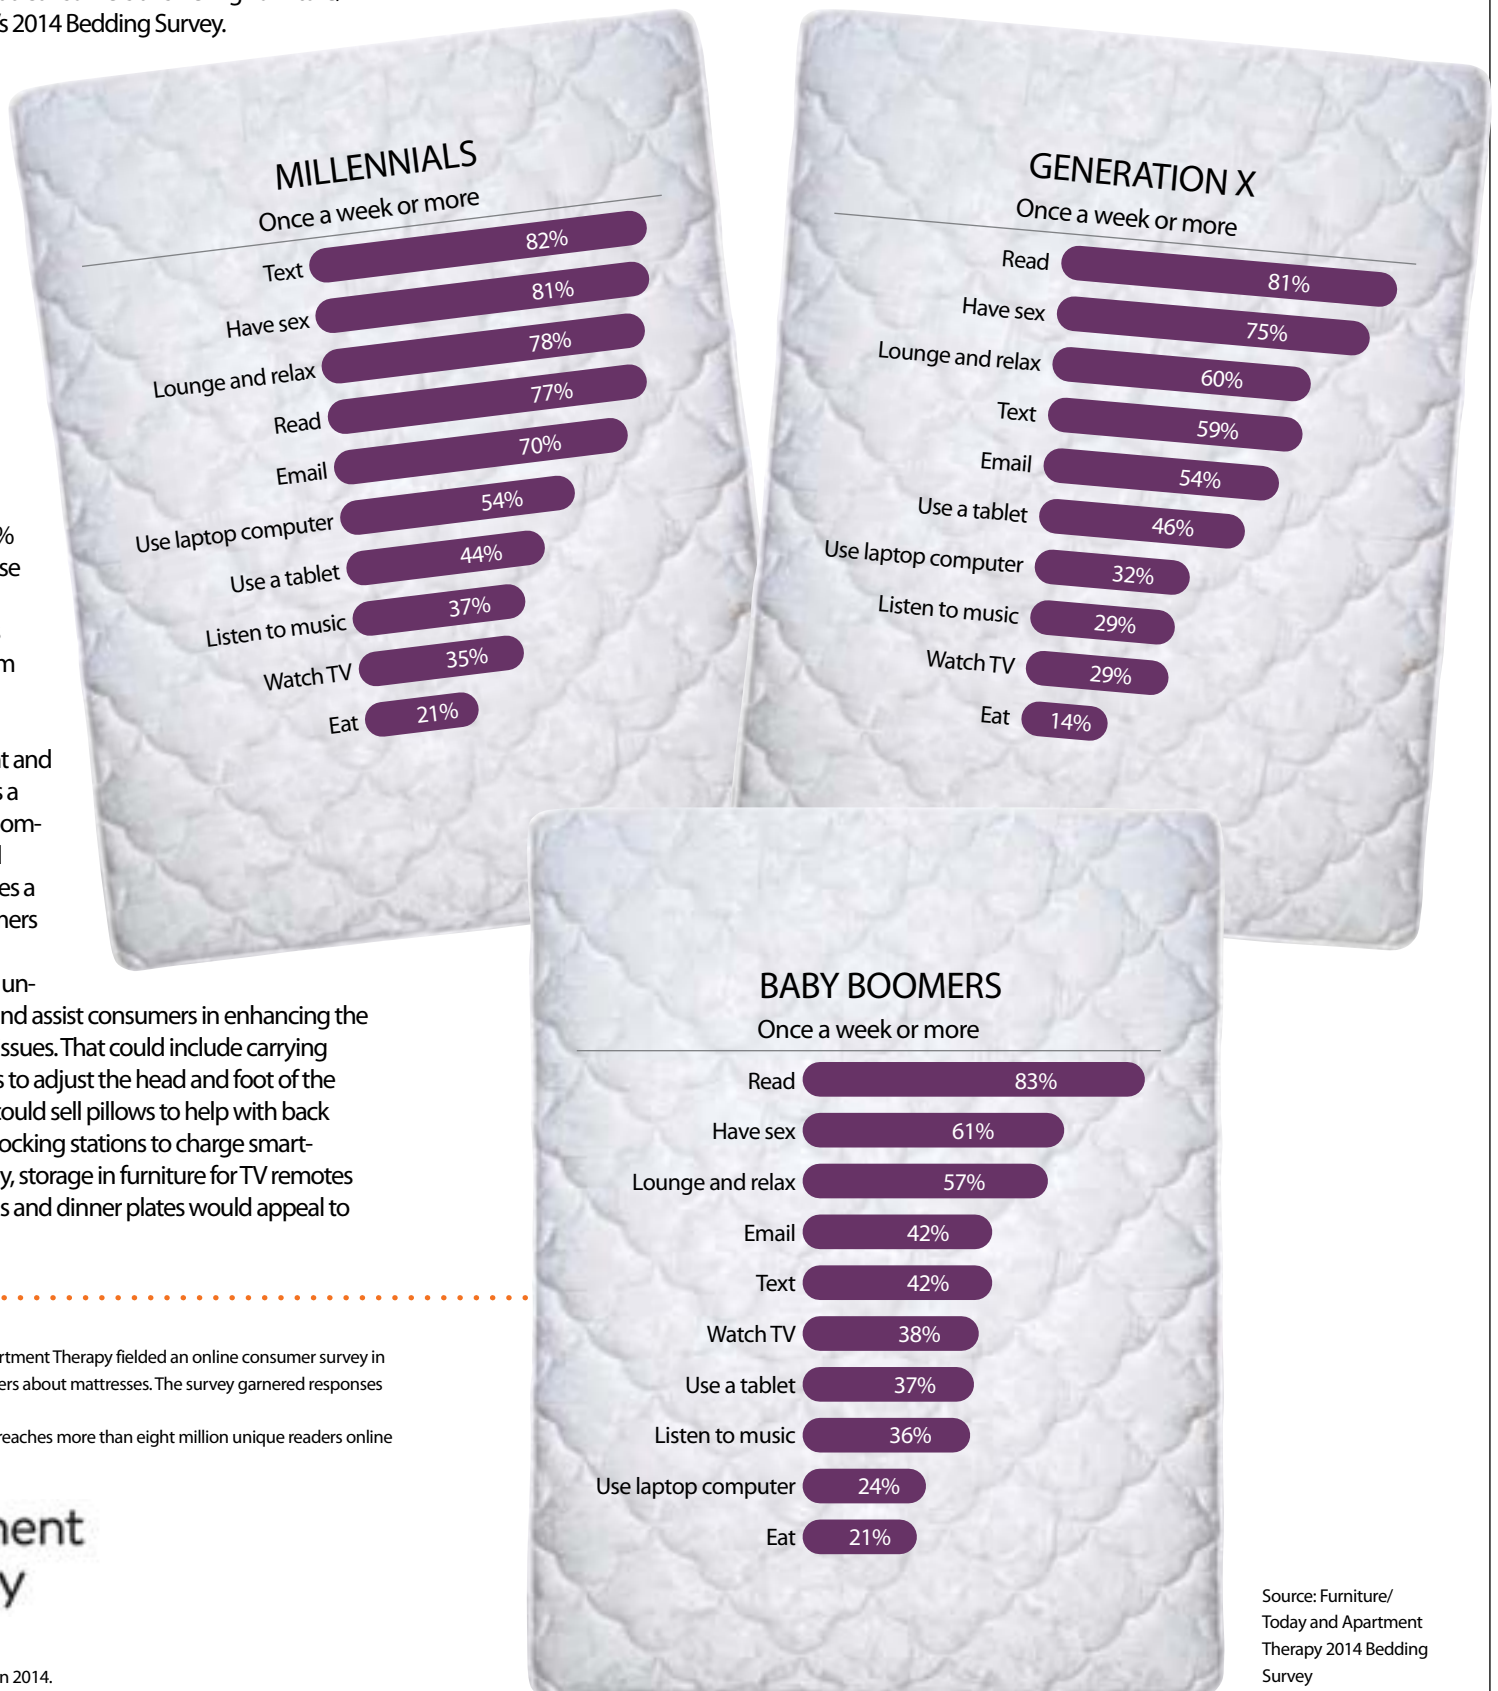 's 2014 Bedding Survey.
MILLENNIALS
Once a week or more
Text 82%
Have sex 81%
Lounge and relax 78%
Read 77%
Email 70%
Use laptop computer 54%
Use a tablet 44%
Listen to music 37%
Watch TV 35%
Eat 21%
GENERATION X
Once a week or more
Read 81%
Have sex 75%
Lounge and relax 60%
Text 59%
Email 54%
Use a tablet 46%
Use laptop computer 32%
Listen to music 29%
Watch TV 29%
Eat 14%
%
se
m
t and
s a
om-
es a
ners
un-
nd assist consumers in enhancing the
ssues. That could include carrying
s to adjust the head and foot of the
could sell pillows to help with back
ocking stations to charge smart-
y, storage in furniture for TV remotes
s and dinner plates would appeal to
BABY BOOMERS
Once a week or more
Read 83%
Have sex 61%
Lounge and relax 57%
Email 42%
Text 42%
Watch TV 38%
Use a tablet 37%
Listen to music 36%
Use laptop computer 24%
Eat 21%
rtment Therapy fielded an online consumer survey in
ers about mattresses. The survey garnered responses
reaches more than eight million unique readers online
nent
y
n 2014.
Source: Furniture/
Today and Apartment
Therapy 2014 Bedding
Survey